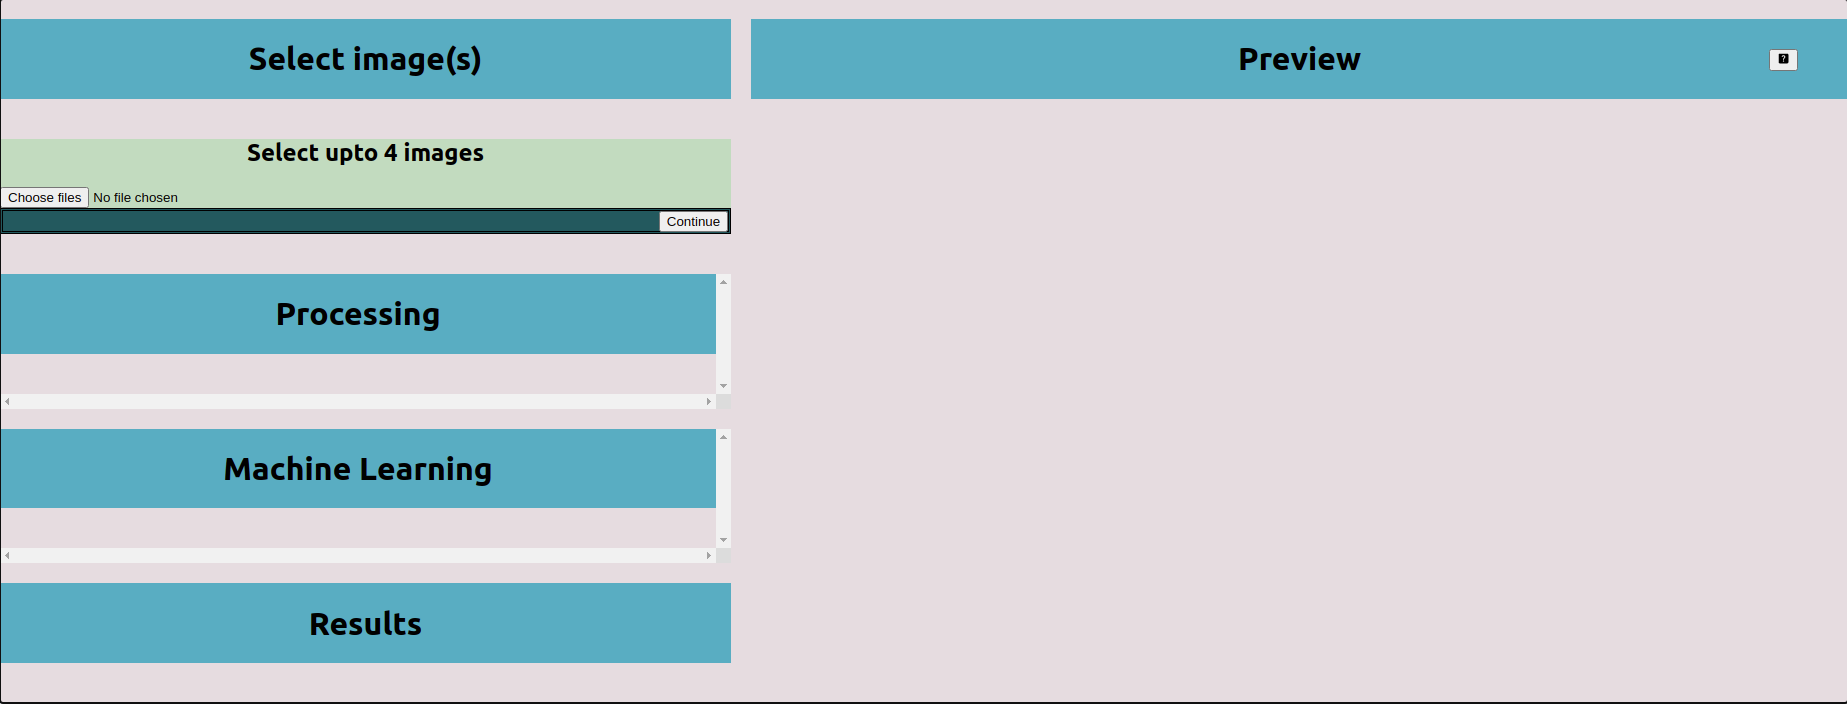 Select image(s)
Preview
?
Select upto 4 images
Choose files No file chosen
Continue
Processing
Machine Learning
Results